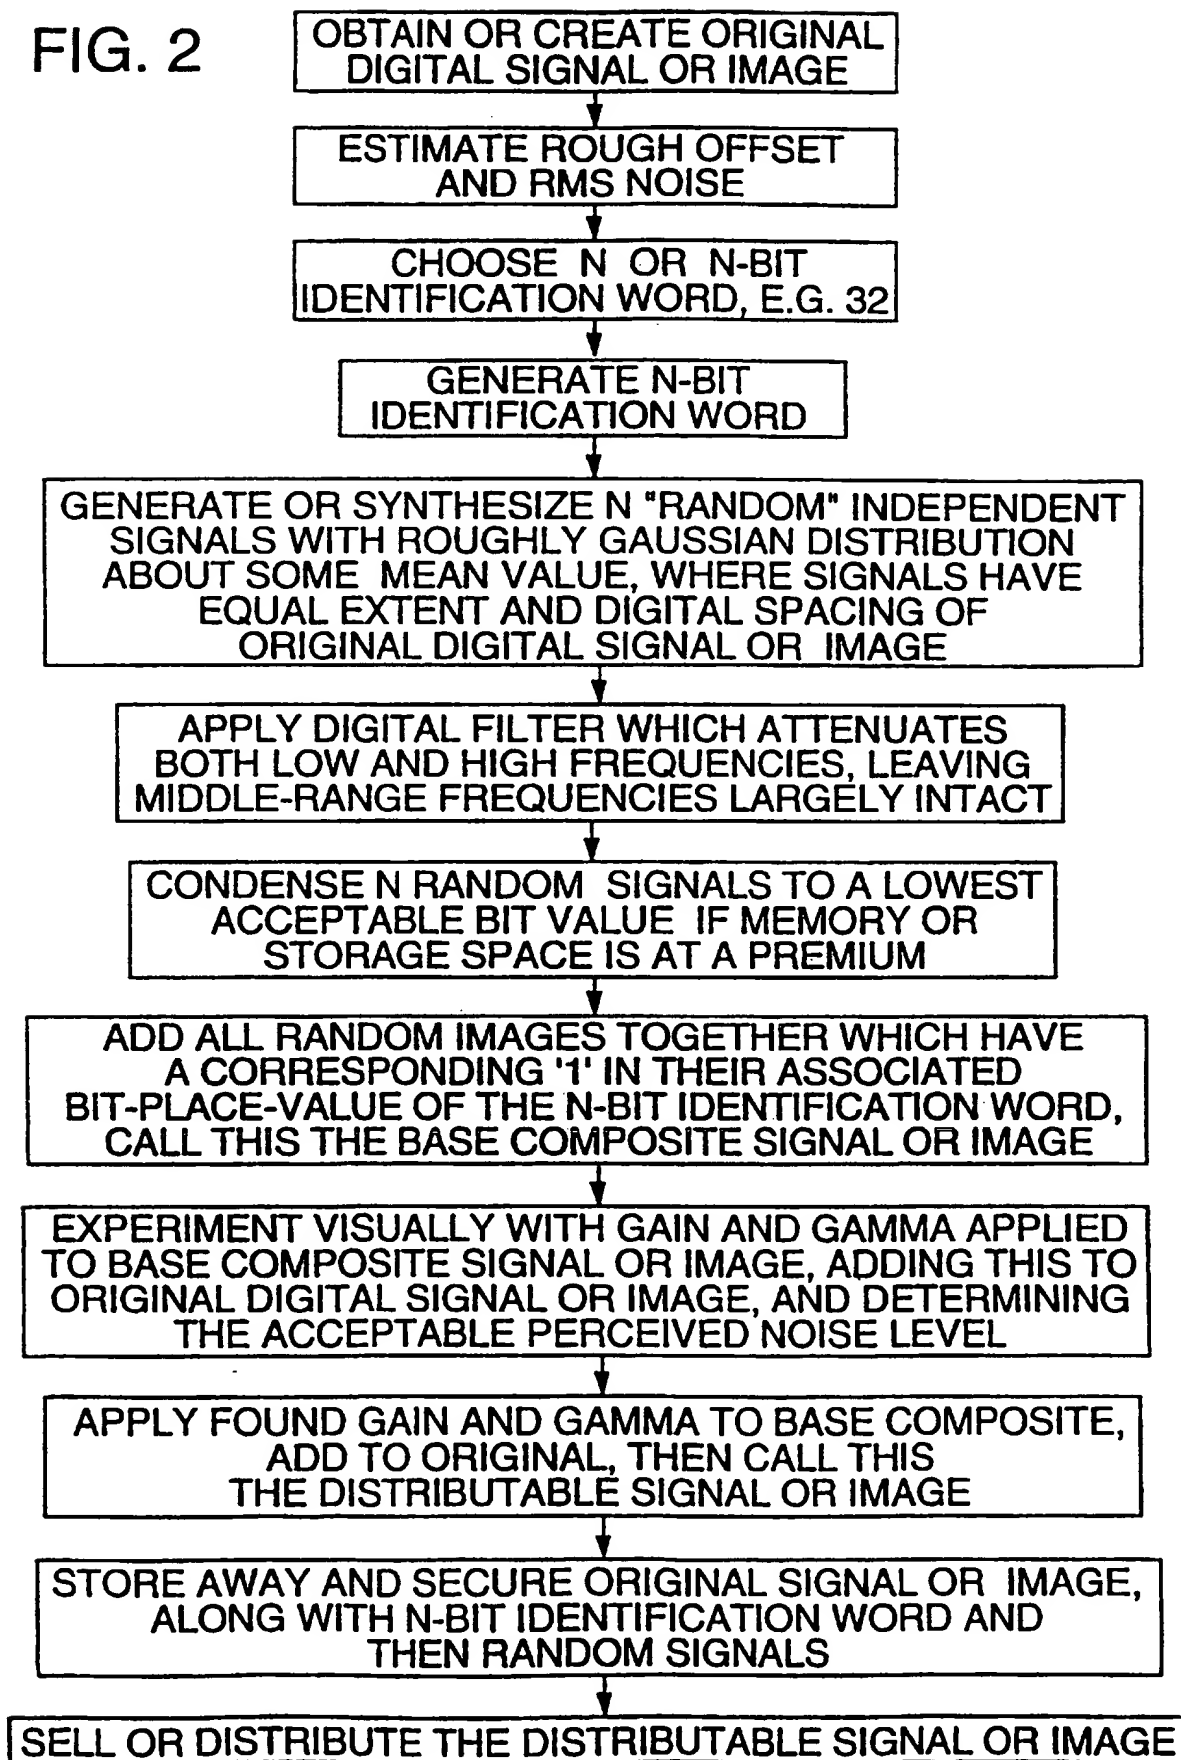 FIG. 2
OBTAIN OR CREATE ORIGINAL
DIGITAL SIGNAL OR IMAGE
ESTIMATE ROUGH OFFSET
AND RMS NOISE
CHOOSE N OR N-BIT
IDENTIFICATION WORD, E.G. 32
GENERATE N-BIT
IDENTIFICATION WORD
GENERATE OR SYNTHESIZE N "RANDOM" INDEPENDENT
SIGNALS WITH ROUGHLY GAUSSIAN DISTRIBUTION
ABOUT SOME MEAN VALUE, WHERE SIGNALS HAVE
EQUAL EXTENT AND DIGITAL SPACING OF
ORIGINAL DIGITAL SIGNAL OR IMAGE
APPLY DIGITAL FILTER WHICH ATTENUATES
BOTH LOW AND HIGH FREQUENCIES, LEAVING
MIDDLE-RANGE FREQUENCIES LARGELY INTACT
CONDENSE N RANDOM SIGNALS TO A LOWEST
ACCEPTABLE BIT VALUE IF MEMORY OR
STORAGE SPACE IS AT A PREMIUM
ADD ALL RANDOM IMAGES TOGETHER WHICH HAVE
A CORRESPONDING '1' IN THEIR ASSOCIATED
BIT-PLACE-VALUE OF THE N-BIT IDENTIFICATION WORD,
CALL THIS THE BASE COMPOSITE SIGNAL OR IMAGE
EXPERIMENT VISUALLY WITH GAIN AND GAMMA APPLIED
TO BASE COMPOSITE SIGNAL OR IMAGE, ADDING THIS TO
ORIGINAL DIGITAL SIGNAL OR IMAGE, AND DETERMINING
THE ACCEPTABLE PERCEIVED NOISE LEVEL
APPLY FOUND GAIN AND GAMMA TO BASE COMPOSITE,
ADD TO ORIGINAL, THEN CALL THIS
THE DISTRIBUTABLE SIGNAL OR IMAGE
STORE AWAY AND SECURE ORIGINAL SIGNAL OR IMAGE,
ALONG WITH N-BIT IDENTIFICATION WORD AND
THEN RANDOM SIGNALS
SELL OR DISTRIBUTE THE DISTRIBUTABLE SIGNAL OR IMAGE